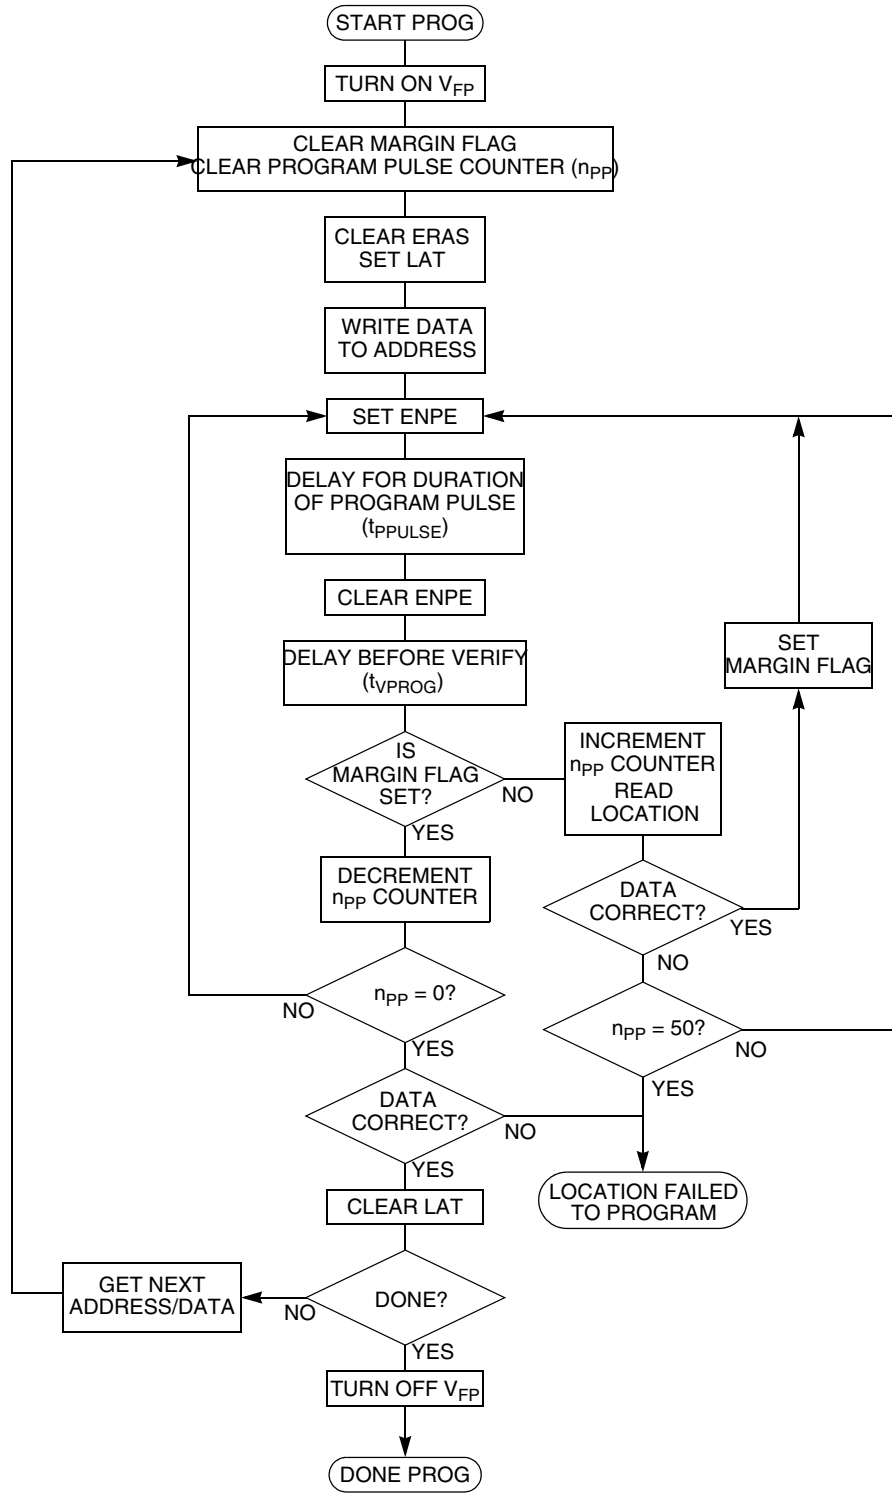 START PROG
TURN ON VFP
CLEAR MARGIN FLAG
CLEAR PROGRAM PULSE COUNTER (nPP)
CLEAR ERAS
SET LAT
WRITE DATA
TO ADDRESS
SET ENPE
DELAY FOR DURATION
OF PROGRAM PULSE
(tPPULSE)
CLEAR ENPE
DELAY BEFORE VERIFY
(tVPROG)
SET
MARGIN FLAG
IS
MARGIN FLAG
SET?
NO
YES
INCREMENT
nPP COUNTER
READ
LOCATION
DECREMENT
nPP COUNTER
DATA
CORRECT?
YES
NO
nPP = 0?
NO
YES
nPP = 50?
NO
YES
DATA
CORRECT?
NO
YES
LOCATION FAILED
TO PROGRAM
CLEAR LAT
GET NEXT
ADDRESS/DATA
DONE?
NO
YES
TURN OFF VFP
DONE PROG